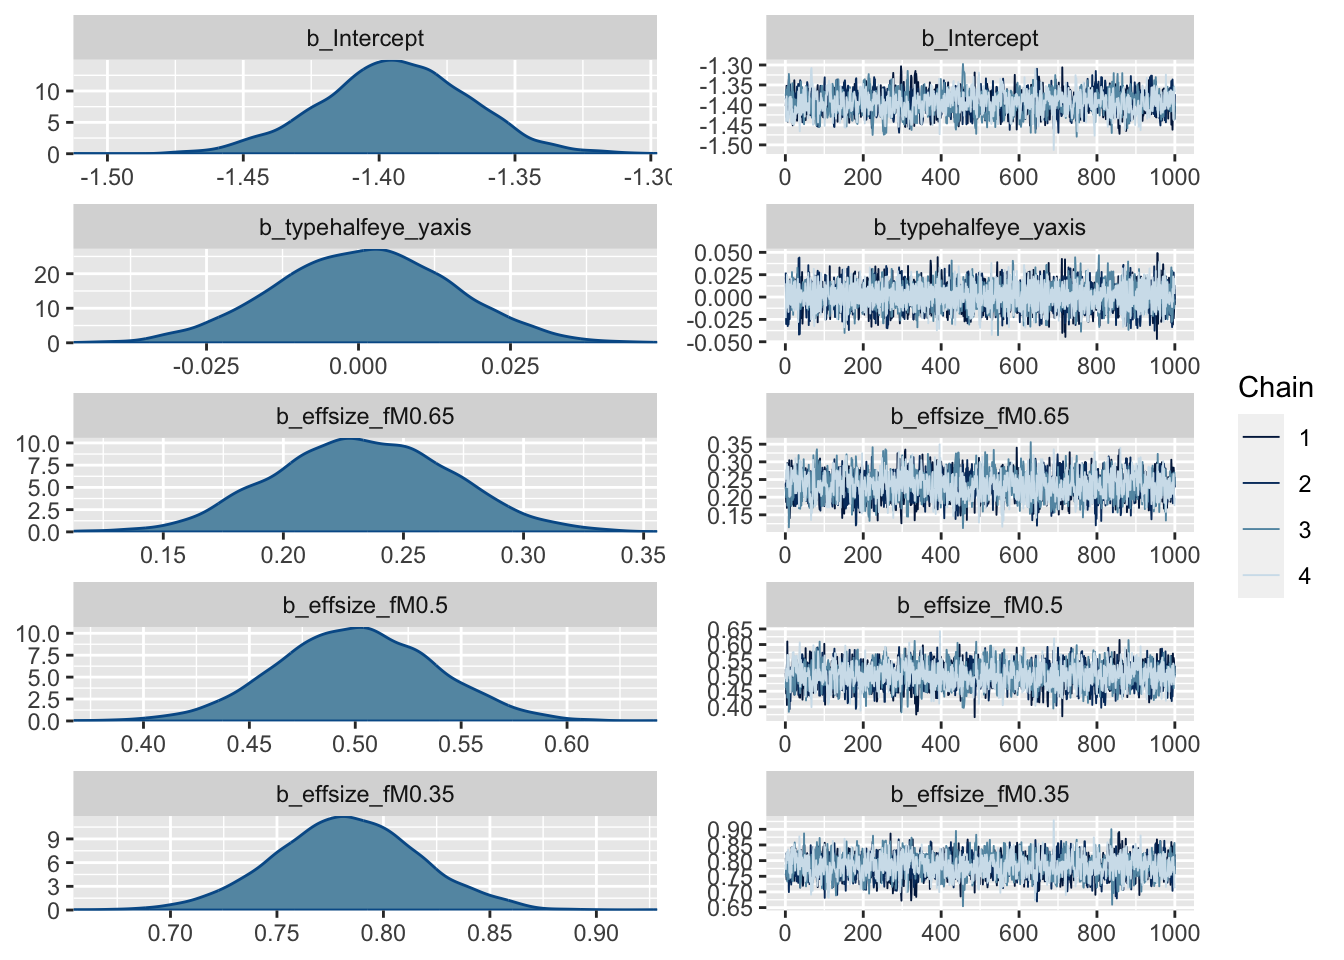 b_Intercept
10
5
0
-1.50 -1.45 -1.40 -1.35 -1.30
b_Intercept
-1.30
-1.35
-1.40
-1.45
-1.50
0 200 400 600 800 1000
b_typehalfeye_yaxis
20
10
0
-0.025 0.000 0.025
b_typehalfeye_yaxis
0.050
0.025
0.000
-0.025
-0.050
0 200 400 600 800 1000
b_effsize_fM0.65
10.0
7.5
5.0
2.5
0.0
0.15 0.20 0.25 0.30 0.35
b_effsize_fM0.65
0.35
0.30
0.25
0.20
0.15
0 200 400 600 800 1000
b_effsize_fM0.5
10.0
7.5
5.0
2.5
0.0
0.40 0.45 0.50 0.55 0.60
b_effsize_fM0.5
0.65
0.60
0.55
0.50
0.45
0.40
0 200 400 600 800 1000
b_effsize_fM0.35
9
6
3
0
0.70 0.75 0.80 0.85 0.90
b_effsize_fM0.35
0.90
0.85
0.80
0.75
0.70
0.65
0 200 400 600 800 1000
Chain
1
2
3
4